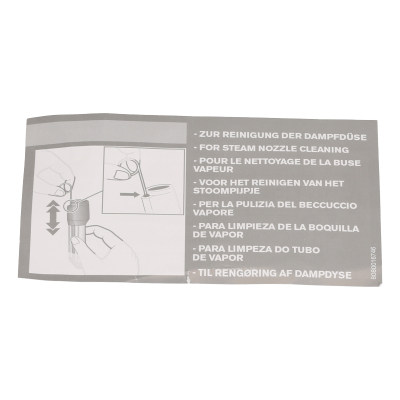 - ZUR REINIGUNG DER DAMPFDÜSE
- FOR STEAM NOZZLE CLEANING
- POUR LE NETTOYAGE DE LA BUSE
VAPEUR
- VOOR HET REINIGEN VAN HET
STOOMPIJPJE
- PER LA PULIZIA DEL BECCUCCIO
VAPORE
- PARA LIMPIEZA DE LA BOQUILLA
DE VAPOR
- PARA LIMPEZA DO TUBO
DE VAPOR
- TIL RENGØRING AF DAMPDYSE